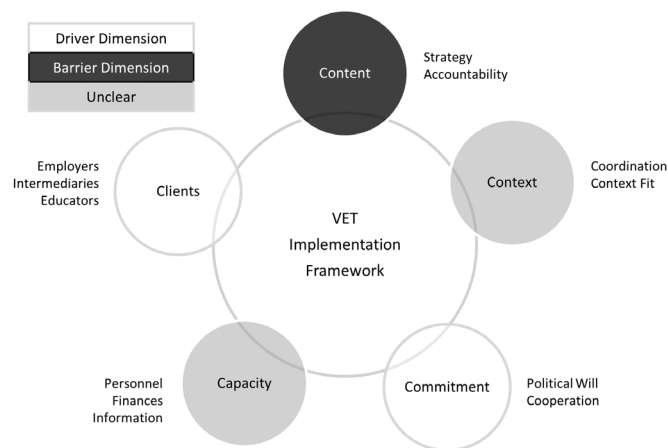 Driver Dimension
Barrier Dimension
Unclear
Content
Strategy
Accountability
Employers
Intermediaries
Educators
Clients
Context
Coordination
Context Fit
VET
Implementation
Framework
Personnel
Finances
Information
Capacity
Commitment
Political Will
Cooperation